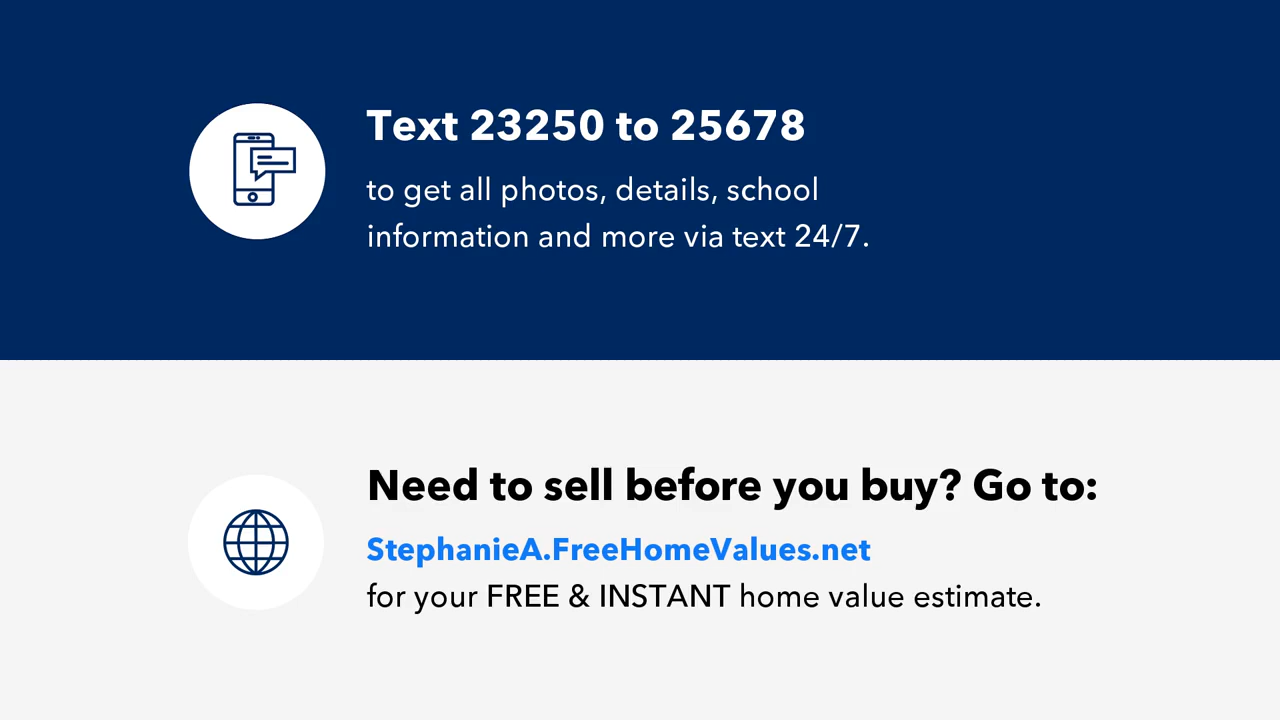 Text 23250 to 25678
to get all photos, details, school
information and more via text 24/7.
Need to sell before you buy? Go to:
StephanieA.FreeHomeValues.net
for your FREE & INSTANT home value estimate.